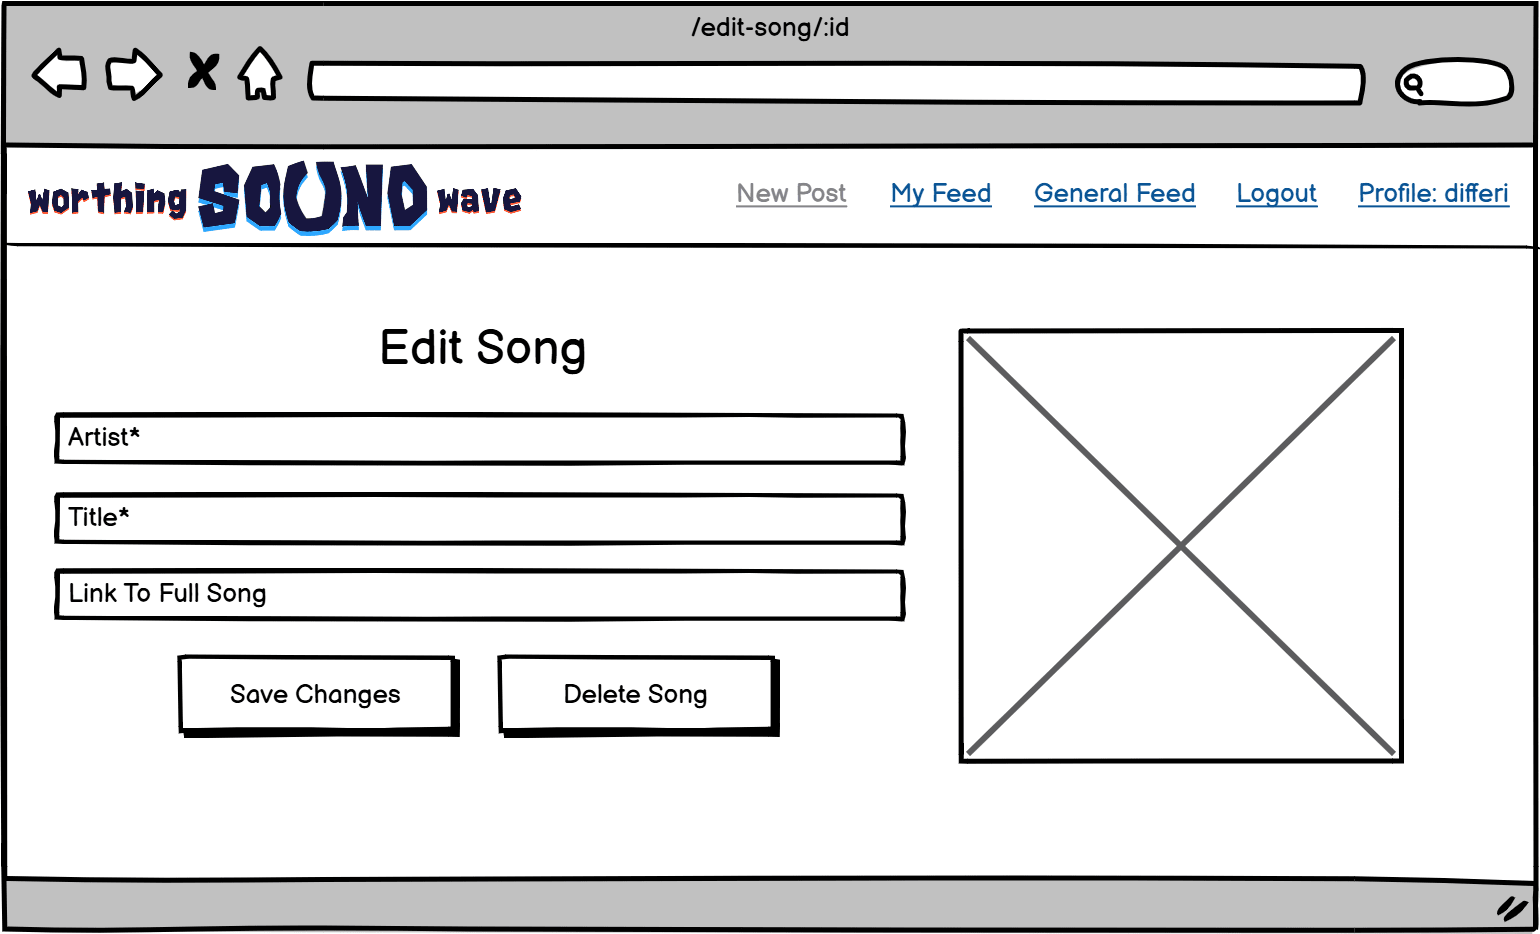 /edit-song/:id
worthing SOUND wave
New Post My Feed General Feed Logout Profile: differi
Edit Song
Artist*
Title*
Link To Full Song
Save Changes Delete Song